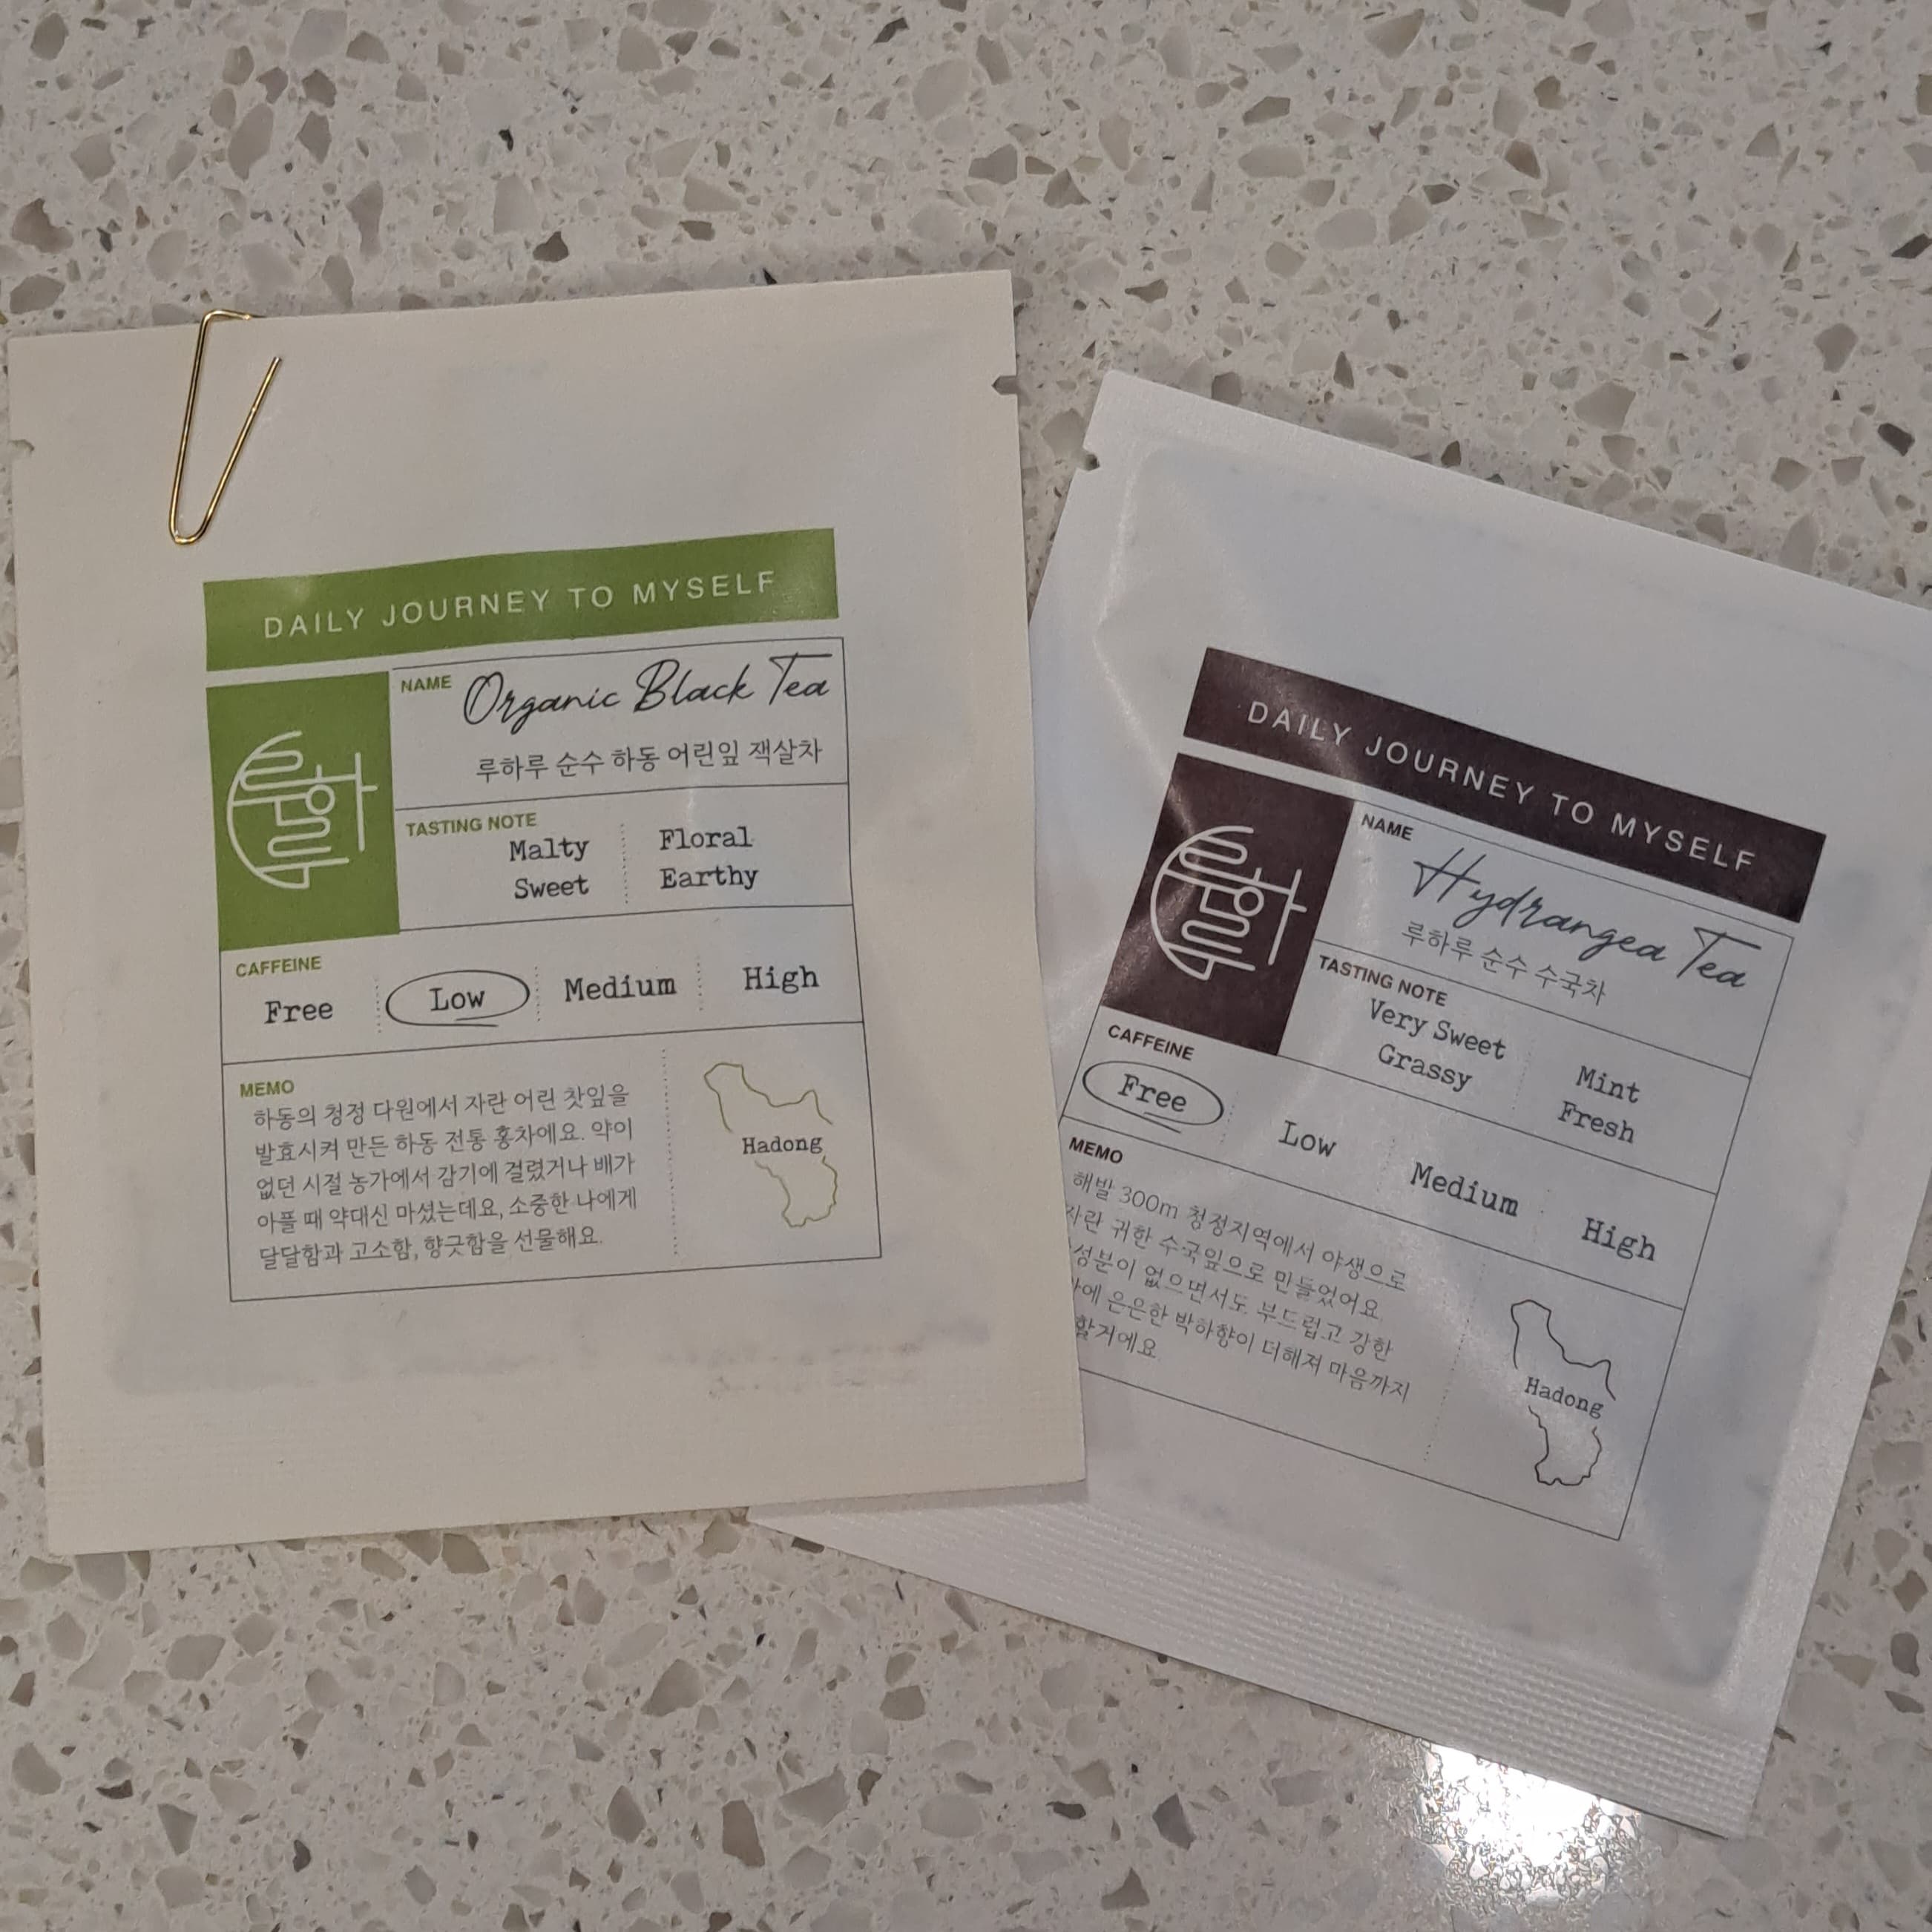 DAILY JOURNEY TO MYSELF
루하루
NAME
Organic Black Tea
루하루 순수 하동 어린잎 잭살차
TASTING NOTE
Malty Floral
Sweet Earthy
CAFFEINE
Free Low Medium High
MEMO
하동의 청정 다원에서 자란 어린 찻잎을
발효시켜 만든 하동 전통 홍차에요. 약이
없던 시절 농가에서 감기에 걸렸거나 배가
아플 때 약대신 마셨는데요, 소중한 나에게
달달함과 고소함, 향긋함을 선물해요.
Hadong
DAILY JOURNEY TO MYSELF
루하루
NAME
Hydrangea Tea
루하루 순수 수국차
TASTING NOTE
Very Sweet Mint
Grassy Fresh
CAFFEINE
Free Low Medium High
MEMO
해발 300m 청정지역에서 야생으로
귀한 수국잎으로 만들었어요
성분이 없으면서도 부드럽고 강한
은은한 박하향이 더해져 마음까지
할거에요.
Hadong